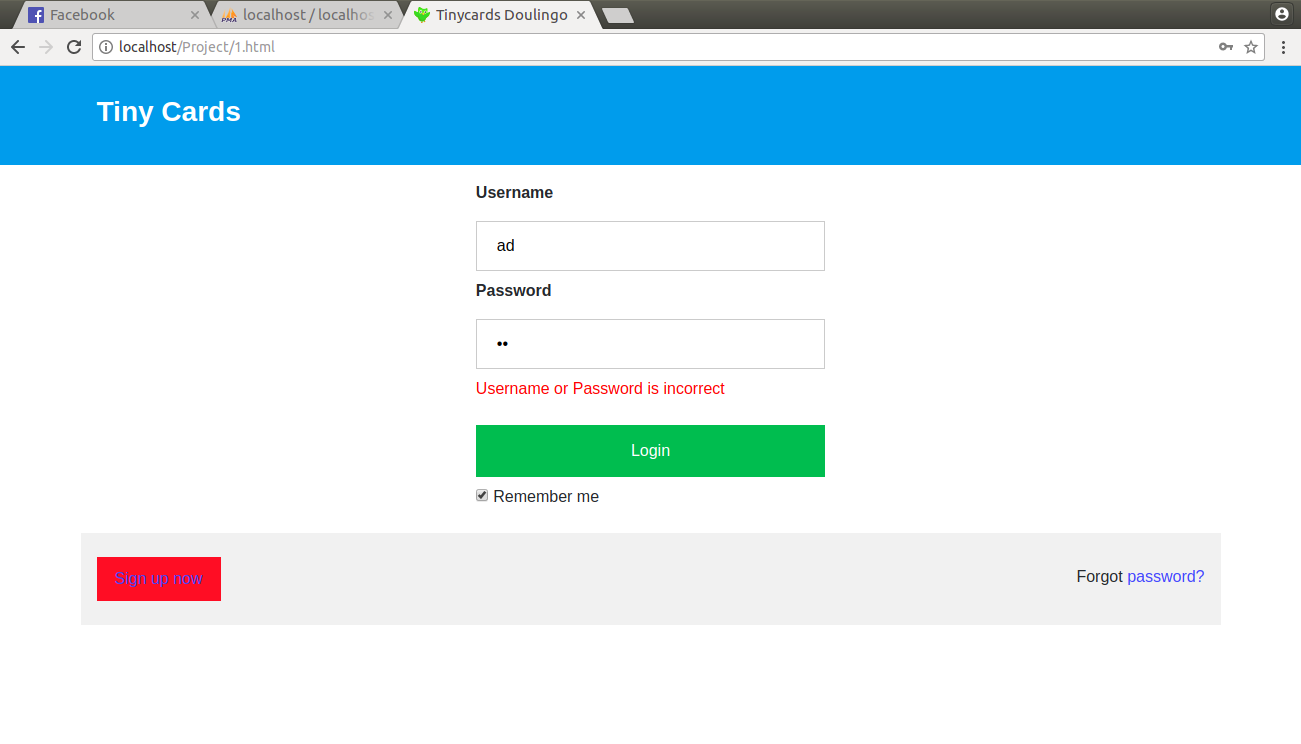 Facebook
localhost / localhos
Tinycards Doulingo
localhost/Project/1.html
Tiny Cards
Username
ad
Password
••
Username or Password is incorrect
Login
Remember me
Sign up now
Forgot password?